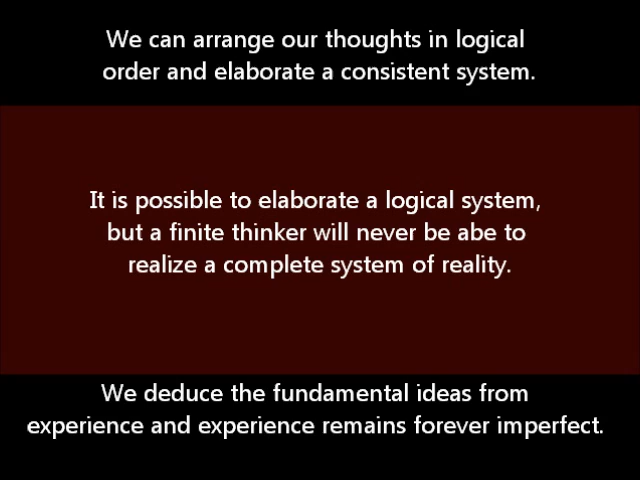 We can arrange our thoughts in logical
order and elaborate a consistent system.
It is possible to elaborate a logical system,
but a finite thinker will never be abe to
realize a complete system of reality.
We deduce the fundamental ideas from
experience and experience remains forever imperfect.